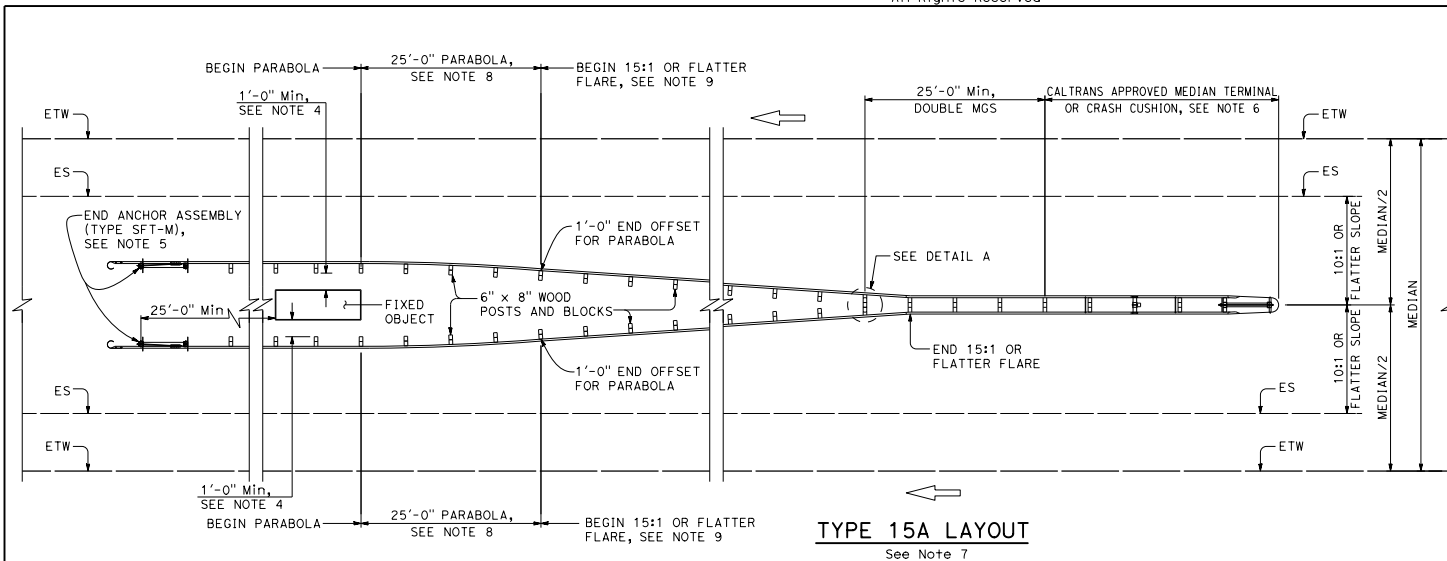 All Rights Reserved
25'-0" PARABOLA,
SEE NOTE 8
BEGIN PARABOLA
BEGIN 15:1 OR FLATTER
FLARE, SEE NOTE 9
1'-0" Min,
SEE NOTE 4
25'-0" Min,
DOUBLE MGS
CALTRANS APPROVED MEDIAN TERMINAL
OR CRASH CUSHION, SEE NOTE 6
ETW
ETW
ES
ES
END ANCHOR ASSEMBLY
(TYPE SFT-M),
SEE NOTE 5
1'-0" END OFFSET
FOR PARABOLA
SEE DETAIL A
10:1 OR
FLATTER SLOPE
MEDIAN/2
MEDIAN
25'-0" Min
FIXED
OBJECT
6" x 8" WOOD
POSTS AND BLOCKS
END 15:1 OR
FLATTER FLARE
1'-0" END OFFSET
FOR PARABOLA
10:1 OR
FLATTER SLOPE
MEDIAN/2
ES
ES
ETW
ETW
1'-0" Min,
SEE NOTE 4
BEGIN PARABOLA
25'-0" PARABOLA,
SEE NOTE 8
BEGIN 15:1 OR FLATTER
FLARE, SEE NOTE 9
TYPE 15A LAYOUT
See Note 7